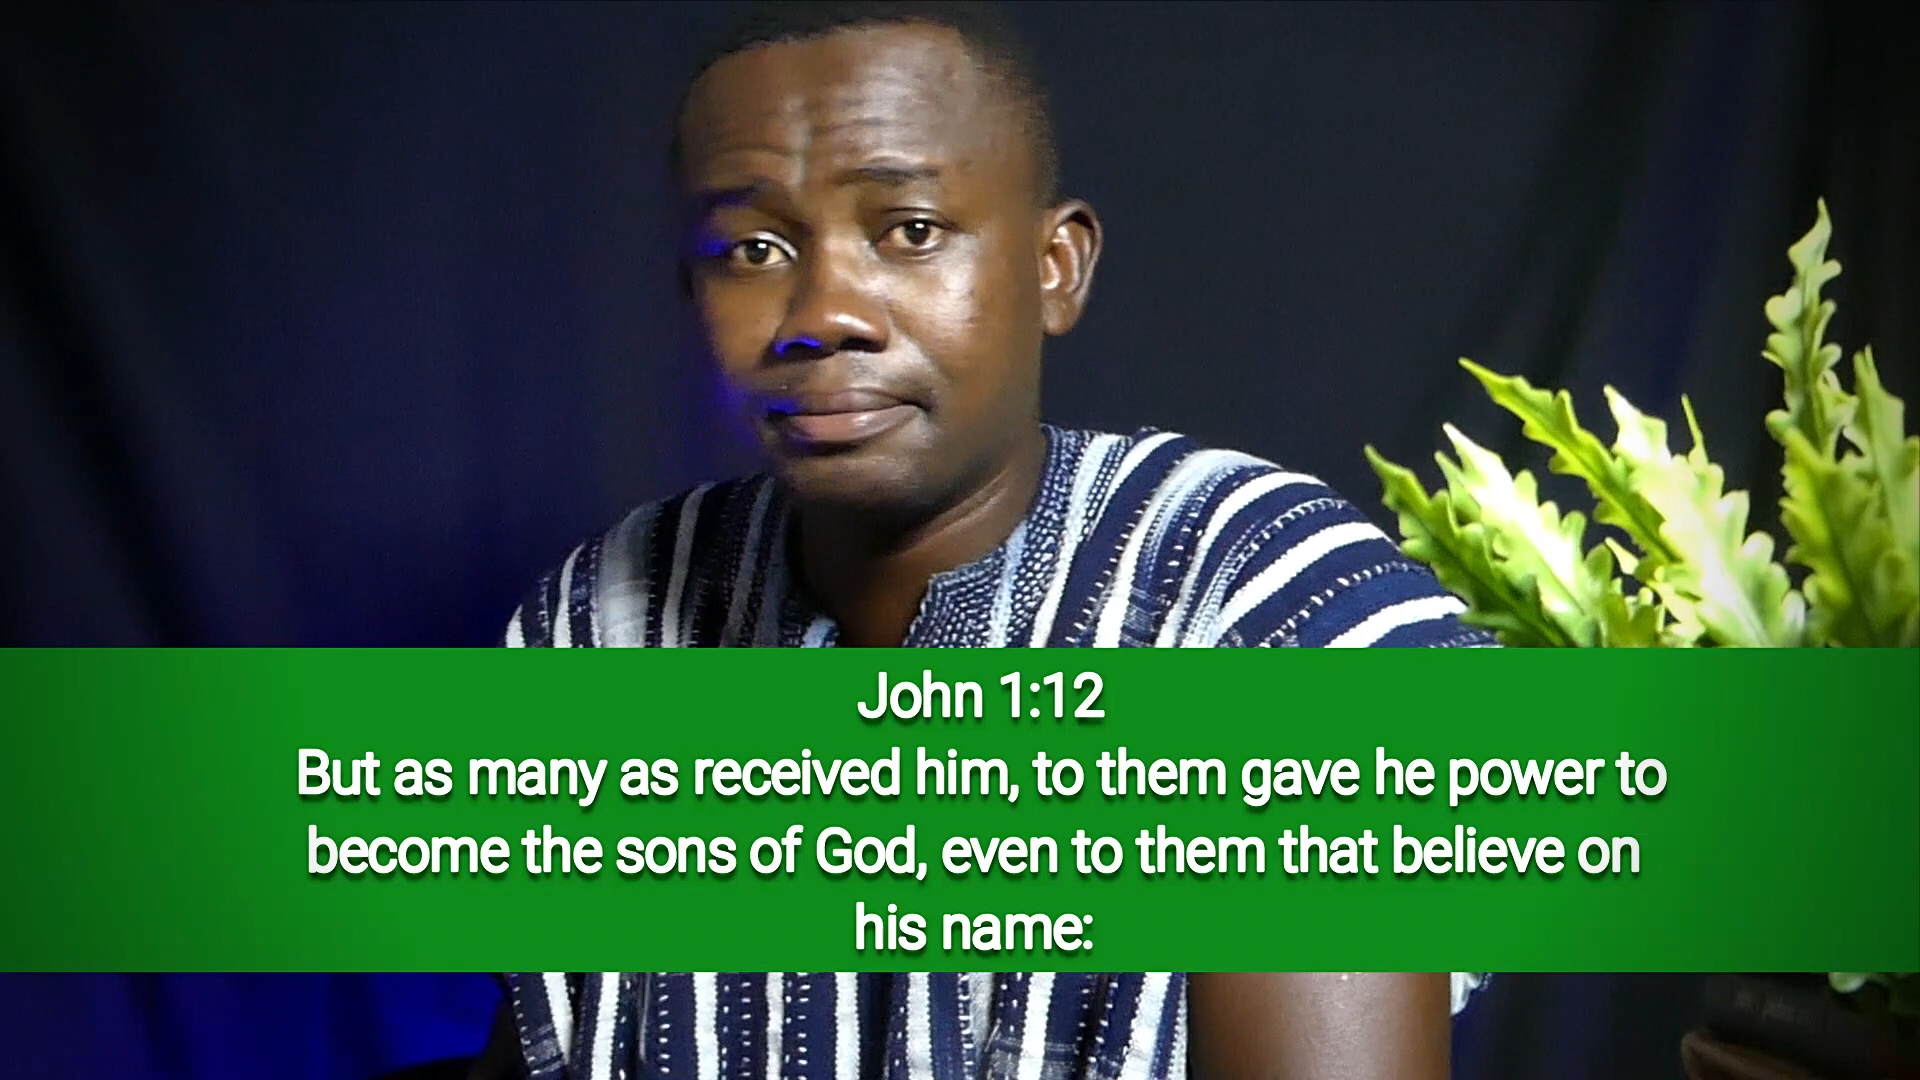 John 1:12
But as many as received him, to them gave he power to
become the sons of God, even to them that believe on
his name: